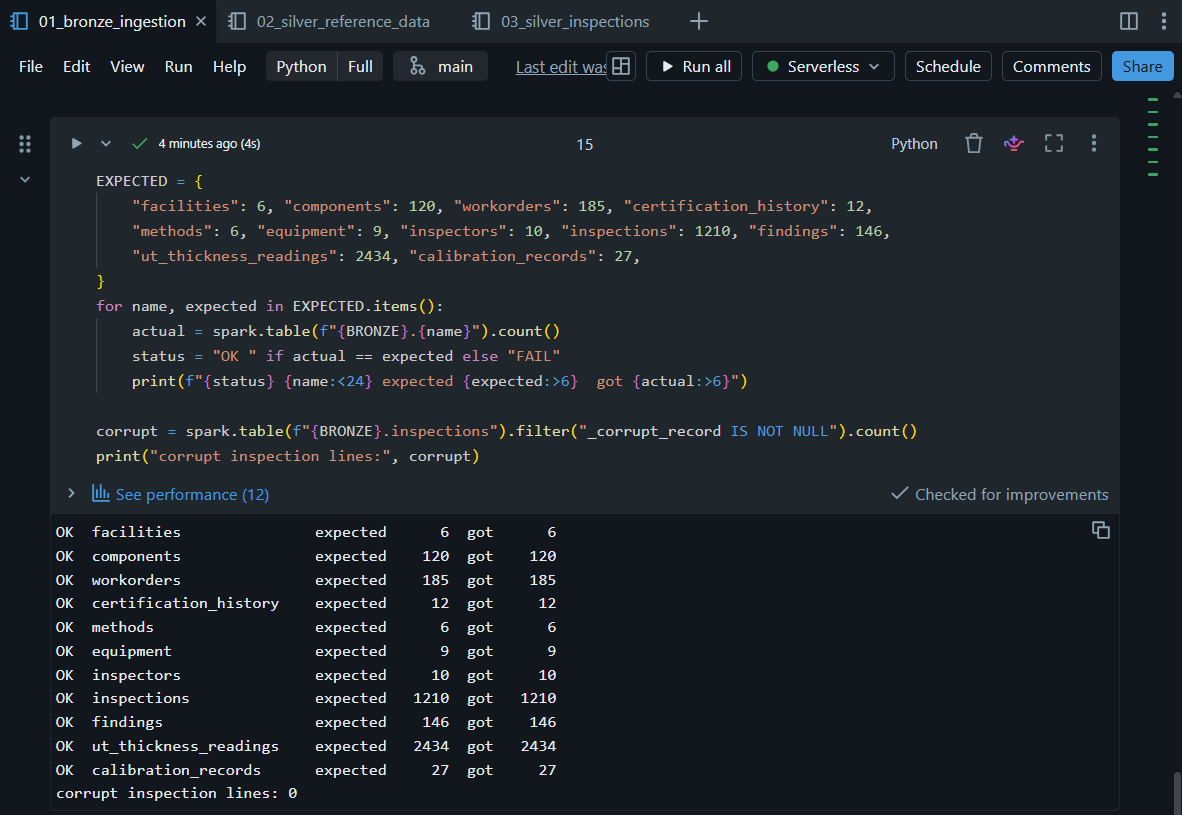 01_bronze_ingestion 02_silver_reference_data 03_silver_inspections
File Edit View Run Help Python Full main Last edit was Run all Serverless Schedule Comments Share
4 minutes ago (4s) 15 Python
EXPECTED = {
    "facilities": 6, "components": 120, "workorders": 185, "certification_history": 12,
    "methods": 6, "equipment": 9, "inspectors": 10, "inspections": 1210, "findings": 146,
    "ut_thickness_readings": 2434, "calibration_records": 27,
}
for name, expected in EXPECTED.items():
    actual = spark.table(f"{BRONZE}.{name}").count()
    status = "OK " if actual == expected else "FAIL"
    print(f"{status} {name:<24} expected {expected:>6}  got {actual:>6}")
corrupt = spark.table(f"{BRONZE}.inspections").filter("_corrupt_record IS NOT NULL").count()
print("corrupt inspection lines:", corrupt)
See performance (12) Checked for improvements
OK  facilities               expected      6  got      6
OK  components               expected    120  got    120
OK  workorders               expected    185  got    185
OK  certification_history    expected     12  got     12
OK  methods                  expected      6  got      6
OK  equipment                expected      9  got      9
OK  inspectors               expected     10  got     10
OK  inspections              expected   1210  got   1210
OK  findings                 expected    146  got    146
OK  ut_thickness_readings    expected   2434  got   2434
OK  calibration_records      expected     27  got     27
corrupt inspection lines: 0